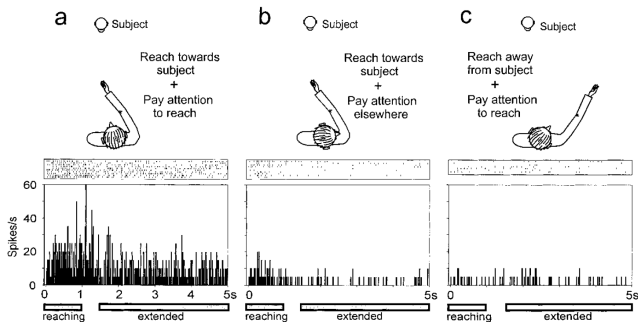 a
Subject
Reach towards
subject
+
Pay attention
to reach
b
Subject
Reach towards
subject
+
Pay attention
elsewhere
c
Subject
Reach away
from subject
+
Pay attention
to reach
Spikes/s
60
40
20
0
0 1 2 3 4 5s
reaching extended
0 5s
reaching extended
0 5s
reaching extended